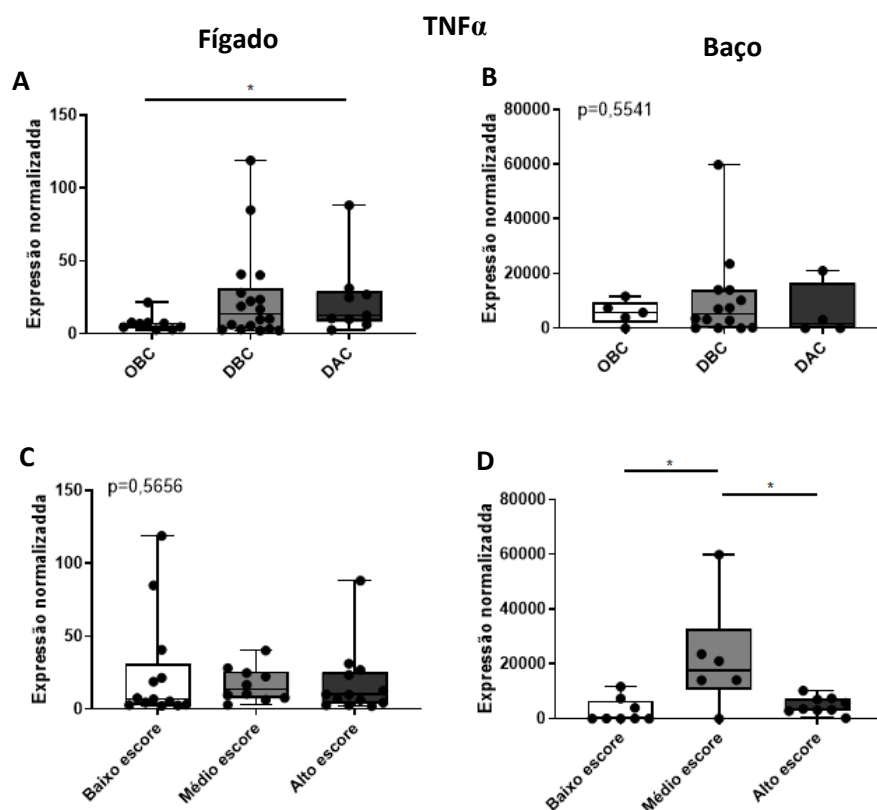 TNFα
Fígado
Baço
A
*
150
100
50
0
Expressão normalizadda
OBC
DBC
DAC
B
p=0,5541
80000
60000
40000
20000
0
Expressão normalizadda
OBC
DBC
DAC
C
p=0,5656
150
100
50
0
Expressão normalizadda
Baixo escore
Médio escore
Alto escore
D
*
*
80000
60000
40000
20000
0
Expressão normalizadda
Baixo escore
Médio escore
Alto escore